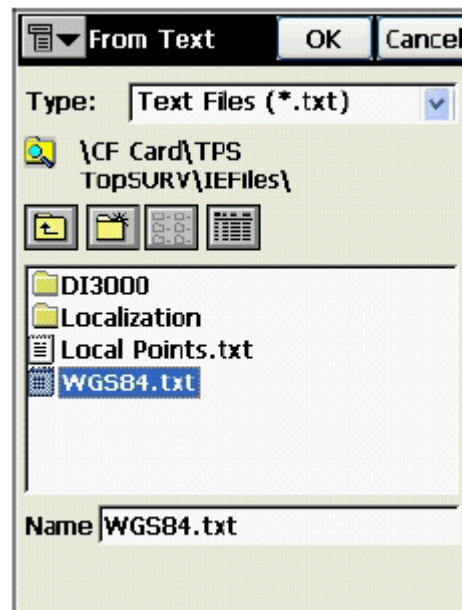 From Text OK Cancel
Type: Text Files (*.txt)
\CF Card\TPS
TopSURV\IEFiles\
DI3000
Localization
Local Points.txt
WGS84.txt
Name WGS84.txt